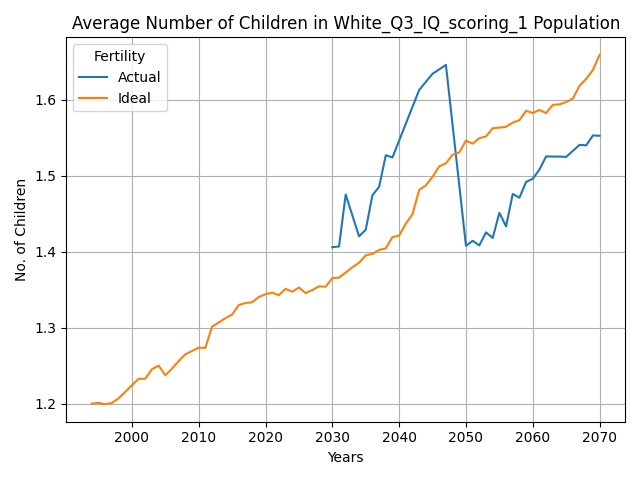 Average Number of Children in White_Q3_IQ_scoring_1 Population
Fertility
Actual
Ideal
No. of Children
1.6
1.5
1.4
1.3
1.2
2000 2010 2020 2030 2040 2050 2060 2070
Years